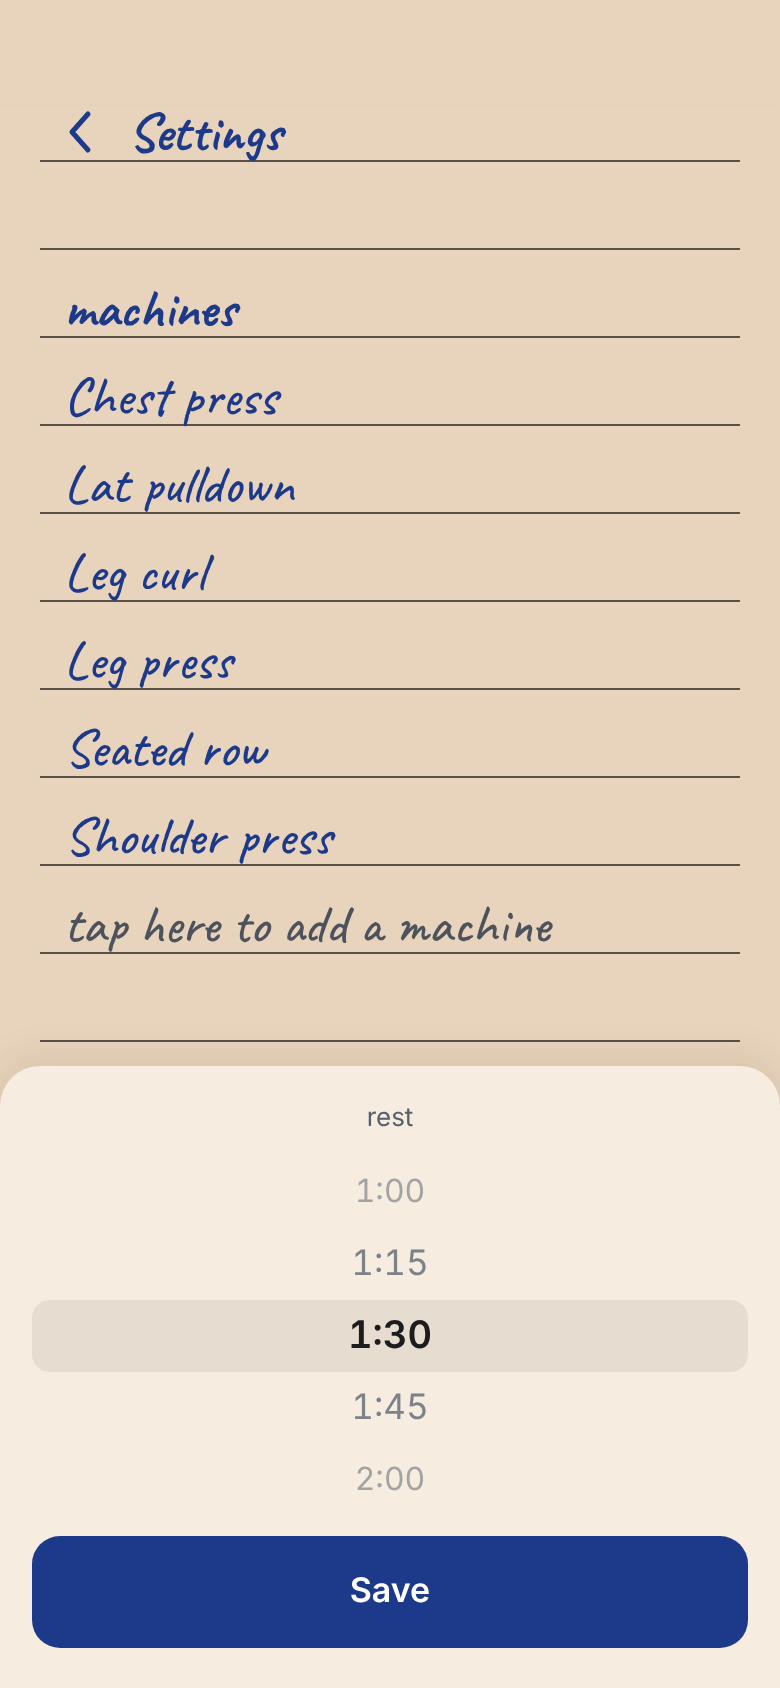 Settings
machines
Chest press
Lat pulldown
Leg curl
Leg press
Seated row
Shoulder press
tap here to add a machine
rest
1:00
1:15
1:30
1:45
2:00
Save